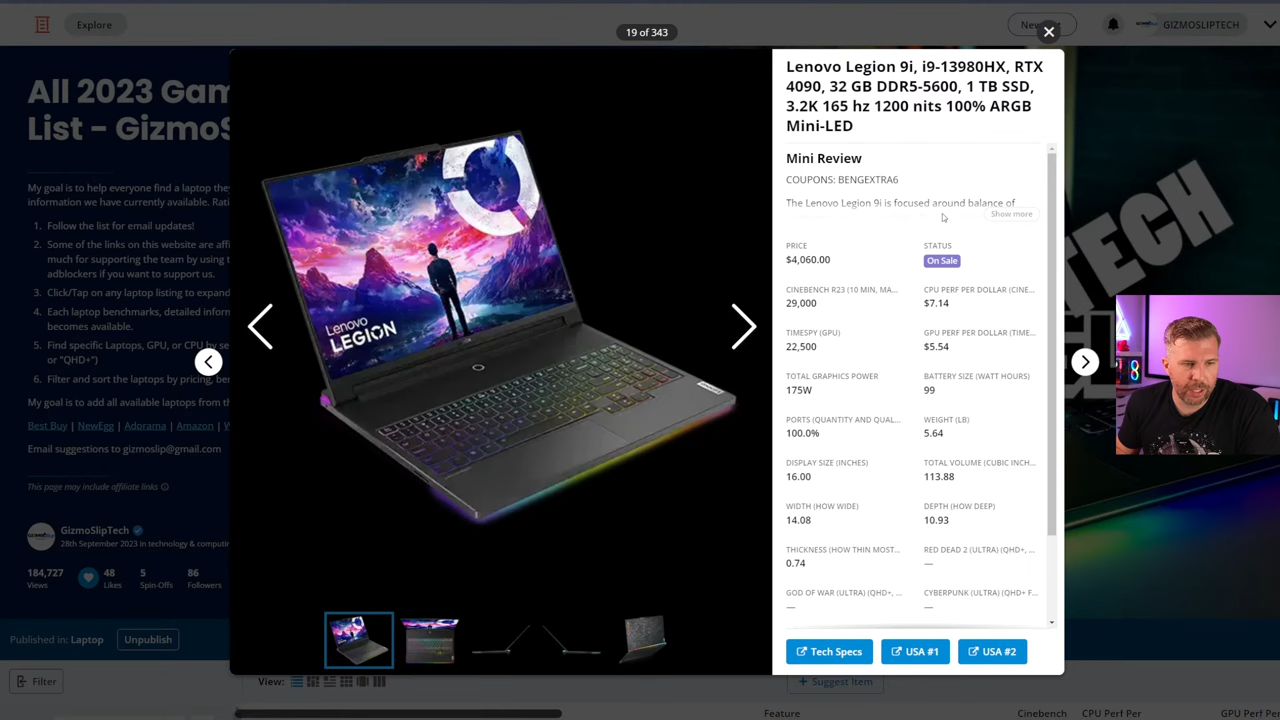 Explore
19 of 343
New
GIZMOSLIPTECH
All 2023 Gam
List - GizmoS
My goal is to help everyone find a laptop the
information we have currently available. Rati
1. Follow the list for email updates!
2. Some of the links on this website are affi
much for supporting the team by using t
adblockers if you want to support us.
3. Click/Tap on any laptop listing to expand
4. Each laptop benchmarks, detailed infor
becomes available.
5. Find specific Laptops, GPU, or CPU by se
or "QHD+")
6. Filter and sort the laptops by pricing, be
My goal is to add all available laptops from t
Best Buy | NewEgg | Adorama | Amazon | W
Email suggestions to gizmoslip@gmail.com
This page may include affiliate links
GizmoSlipTech
28th September 2023 in technology & computin
184,727
Views
48
Likes
5
Spin-Offs
86
Followers
Published in: Laptop
Unpublish
Filter
View:
Suggest Item
Feature
Cinebench
CPU Perf Per
GPU Perf Per
TECH
Lenovo
LEGION
Lenovo Legion 9i, i9-13980HX, RTX
4090, 32 GB DDR5-5600, 1 TB SSD,
3.2K 165 hz 1200 nits 100% ARGB
Mini-LED
Mini Review
COUPONS: BENGEXTRA6
The Lenovo Legion 9i is focused around balance of
Show more
PRICE
$4,060.00
STATUS
On Sale
CINEBENCH R23 (10 MIN, MA...
29,000
CPU PERF PER DOLLAR (CINE...
$7.14
TIMESPY (GPU)
22,500
GPU PERF PER DOLLAR (TIME...
$5.54
TOTAL GRAPHICS POWER
175W
BATTERY SIZE (WATT HOURS)
99
PORTS (QUANTITY AND QUAL...
100.0%
WEIGHT (LB)
5.64
DISPLAY SIZE (INCHES)
16.00
TOTAL VOLUME (CUBIC INCH...
113.88
WIDTH (HOW WIDE)
14.08
DEPTH (HOW DEEP)
10.93
THICKNESS (HOW THIN MOST...
0.74
RED DEAD 2 (ULTRA) (QHD+, ...
—
GOD OF WAR (ULTRA) (QHD+, ...
—
CYBERPUNK (ULTRA) (QHD+ F...
—
Tech Specs
USA #1
USA #2